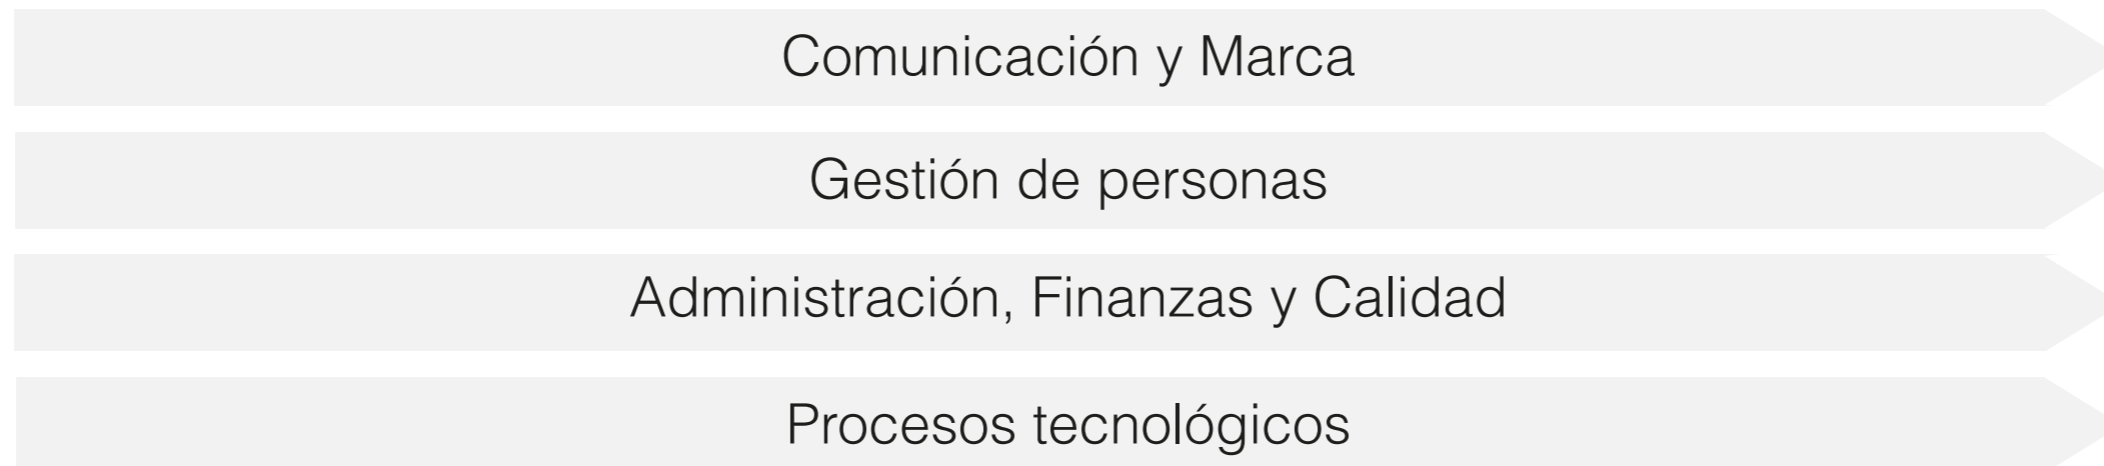 Comunicación y Marca
Gestión de personas
Administración, Finanzas y Calidad
Procesos tecnológicos